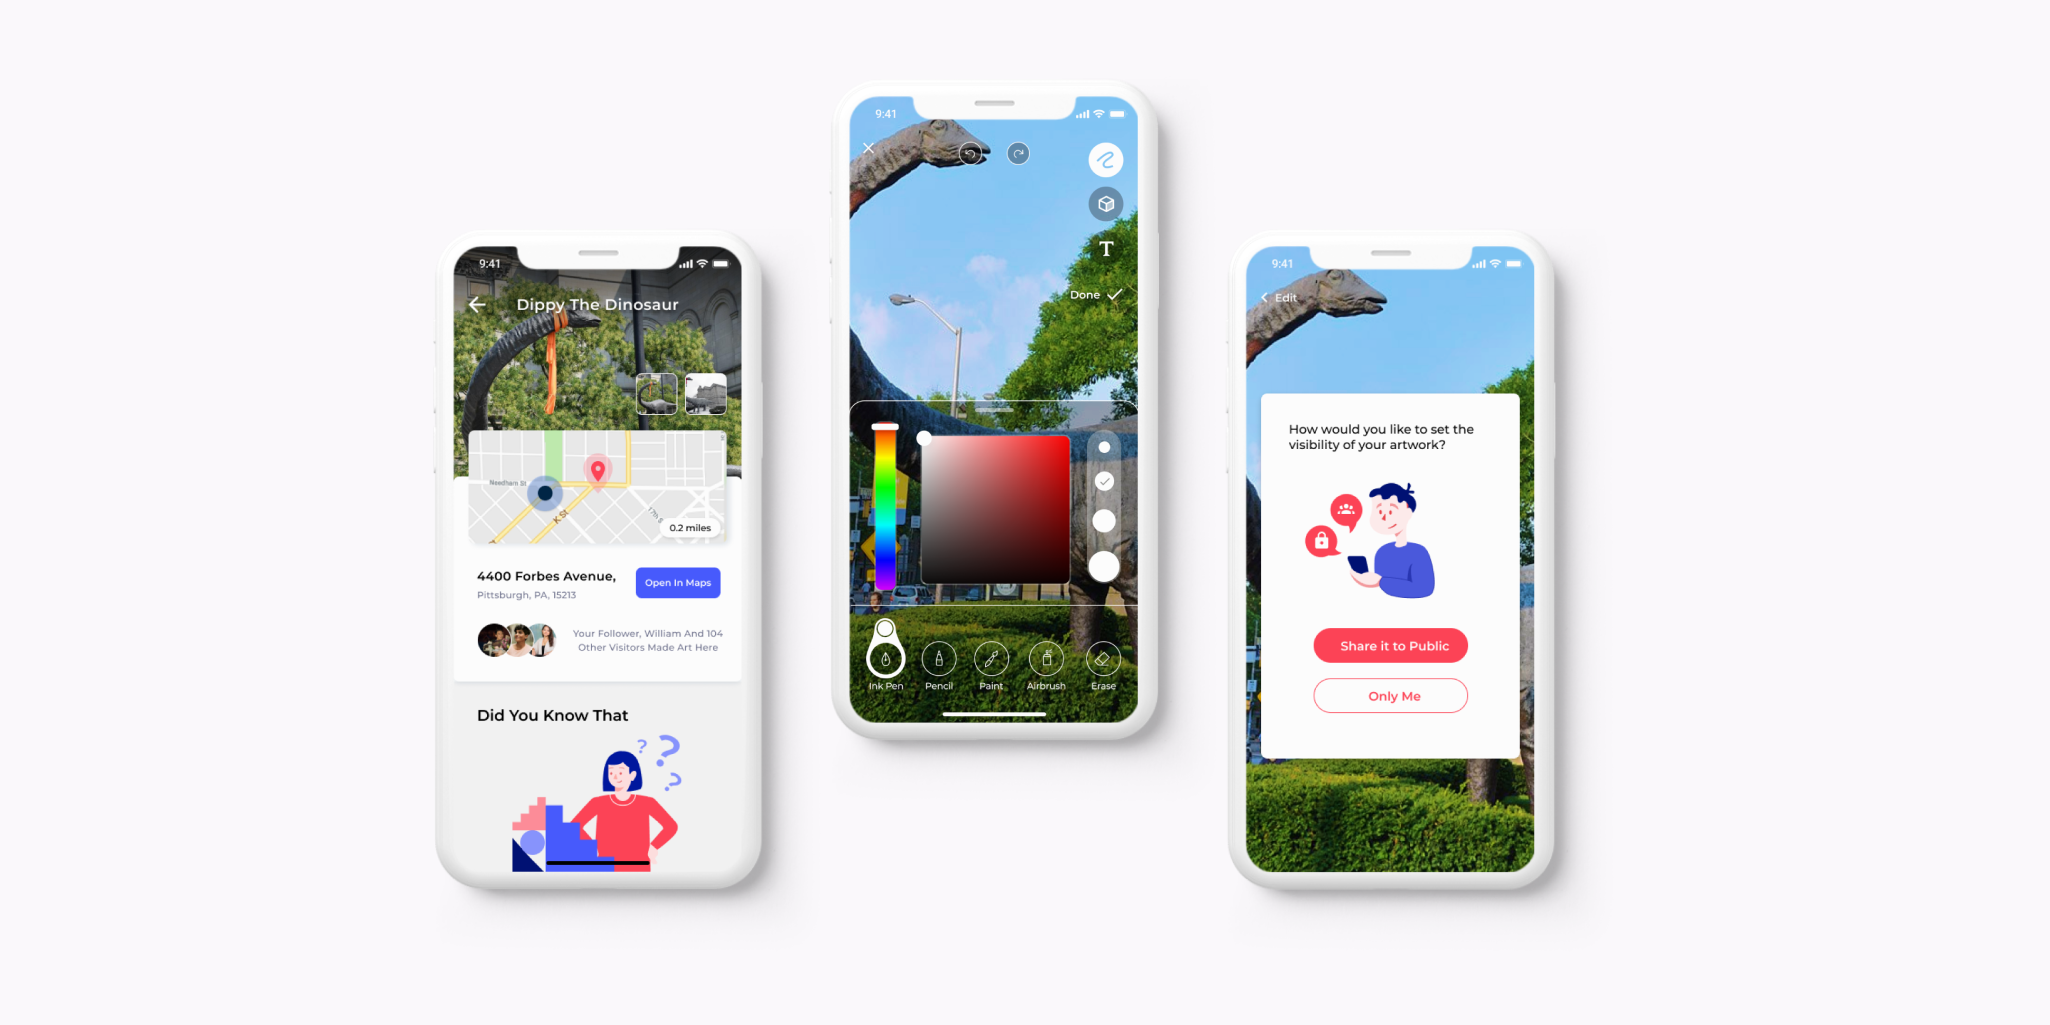 9:41
Dippy The Dinosaur
Needham St
K St
17th S
0.2 miles
4400 Forbes Avenue,
Pittsburgh, PA, 15213
Open In Maps
Your Follower, William And 104
Other Visitors Made Art Here
Did You Know That
? ? ?
9:41
T
Done
Ink Pen
Pencil
Paint
Airbrush
Erase
9:41
Edit
How would you like to set the
visibility of your artwork?
Share it to Public
Only Me